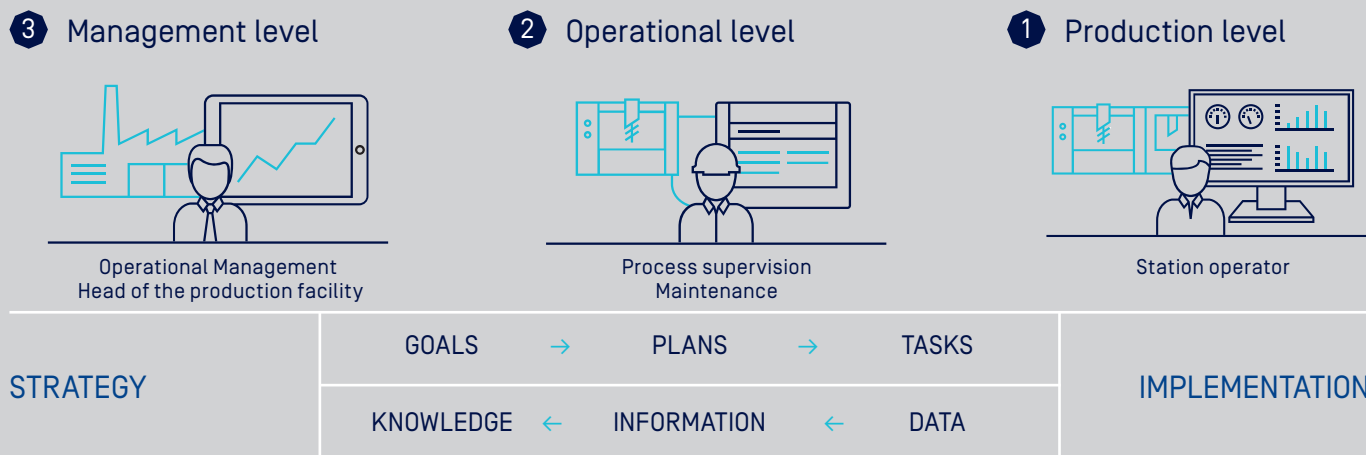 3 Management level
2 Operational level
1 Production level
Operational Management
Head of the production facility
Process supervision
Maintenance
Station operator
STRATEGY
GOALS → PLANS → TASKS
KNOWLEDGE ← INFORMATION ← DATA
IMPLEMENTATION